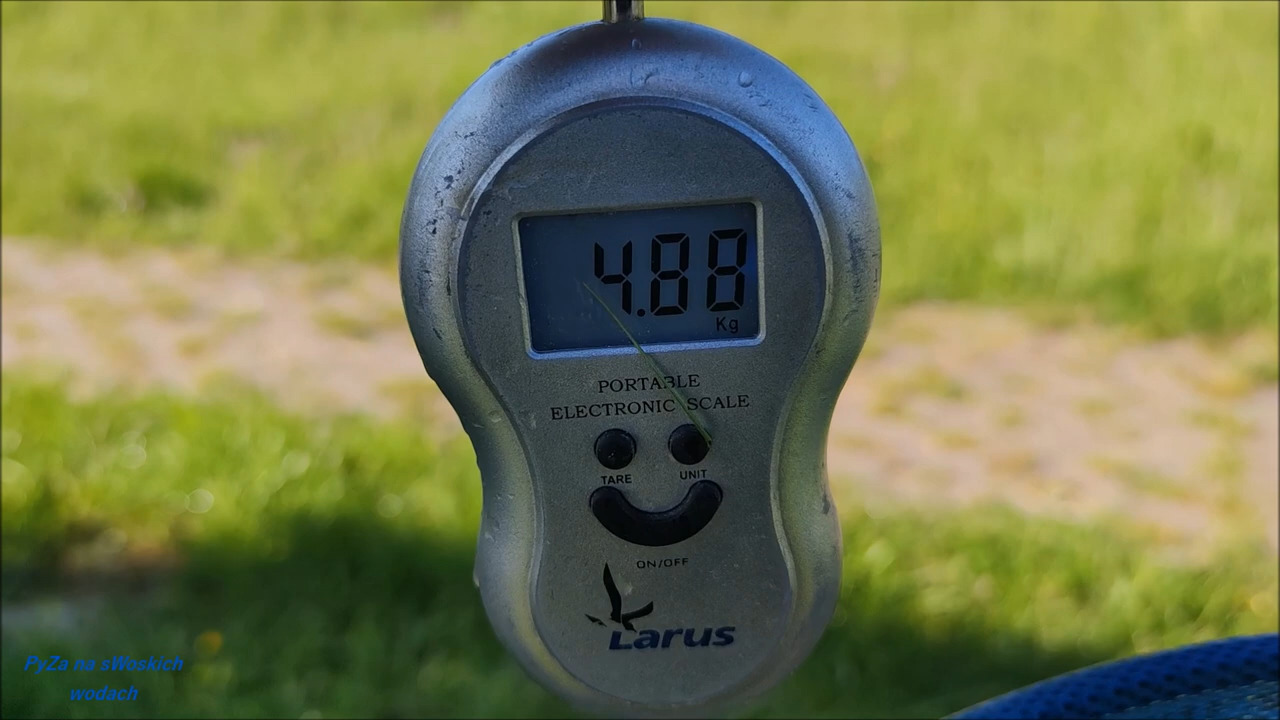 4.88
Kg
PORTABLE
ELECTRONIC SCALE
TARE UNIT
ON/OFF
Larus
PyZa na sWoskich
wodach